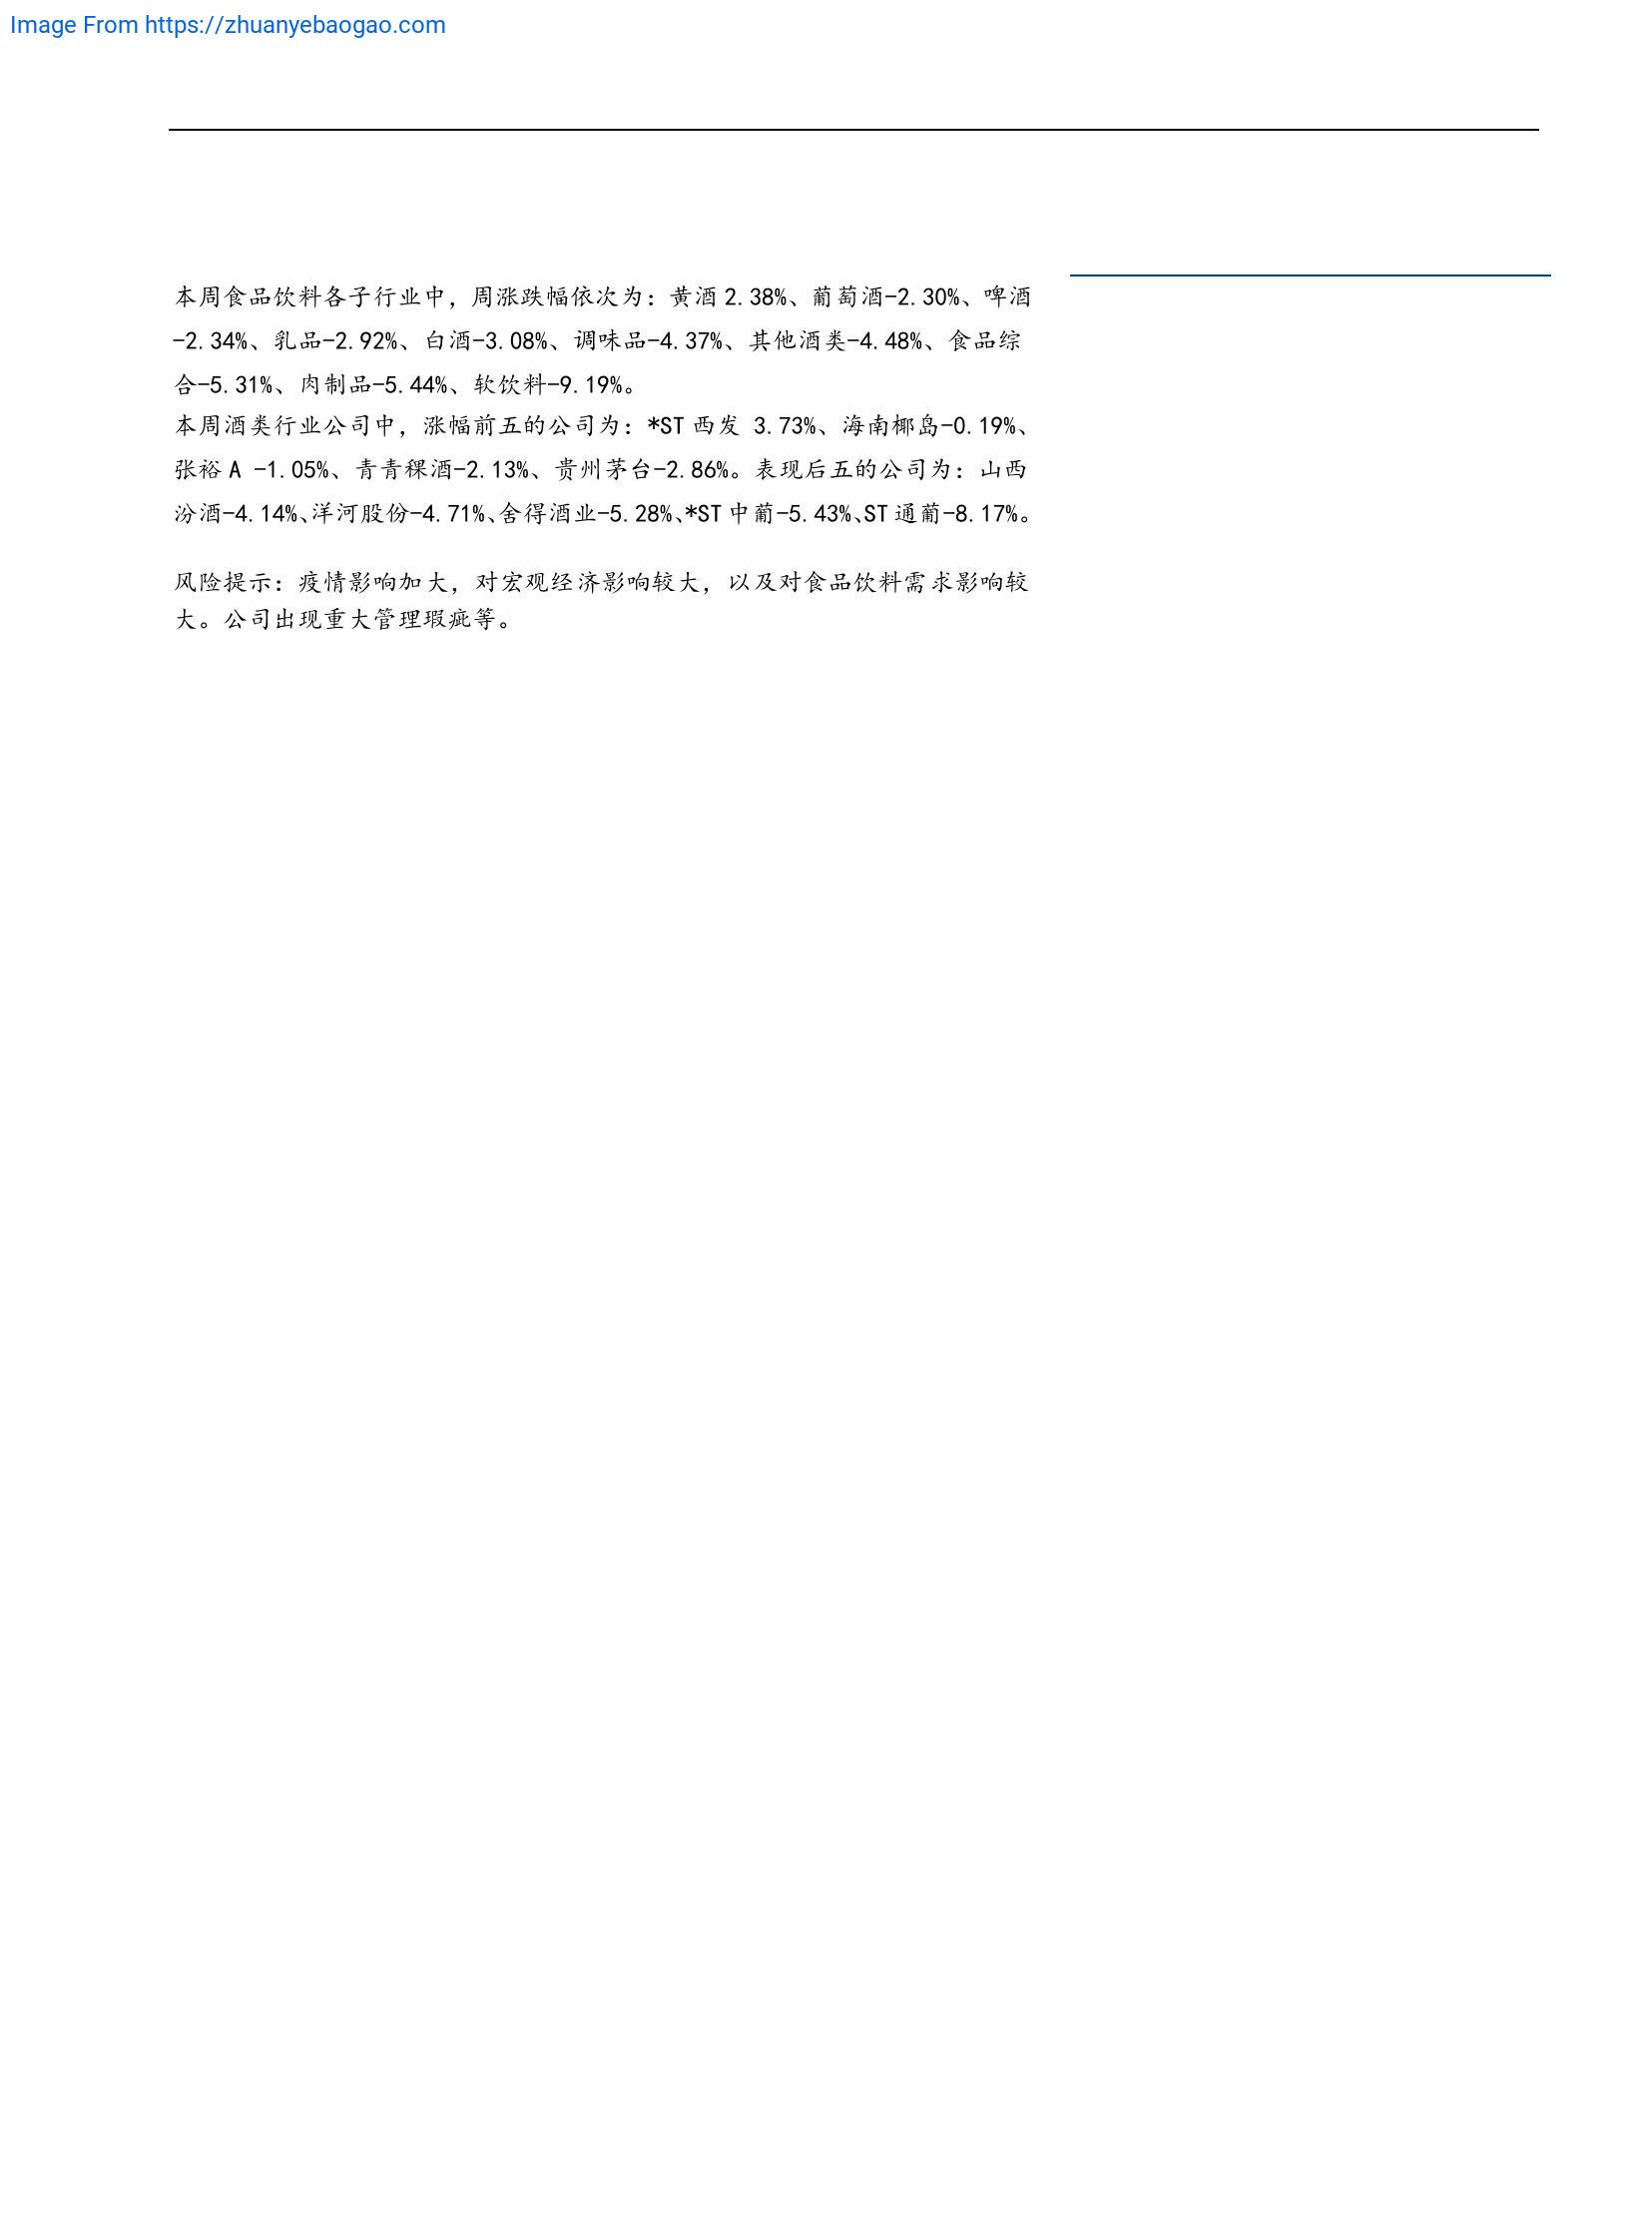 Image From https://zhuanyebaogao.com
本周食品饮料各子行业中，周涨跌幅依次为：黄酒 2.38%、葡萄酒-2.30%、啤酒
-2.34%、乳品-2.92%、白酒-3.08%、调味品-4.37%、其他酒类-4.48%、食品综
合-5.31%、肉制品-5.44%、软饮料-9.19%。
本周酒类行业公司中，涨幅前五的公司为：*ST 西发 3.73%、海南椰岛-0.19%、
张裕 A -1.05%、青青稞酒-2.13%、贵州茅台-2.86%。表现后五的公司为：山西
汾酒-4.14%、洋河股份-4.71%、舍得酒业-5.28%、*ST 中葡-5.43%、ST 通葡-8.17%。
风险提示：疫情影响加大，对宏观经济影响较大，以及对食品饮料需求影响较
大。公司出现重大管理瑕疵等。